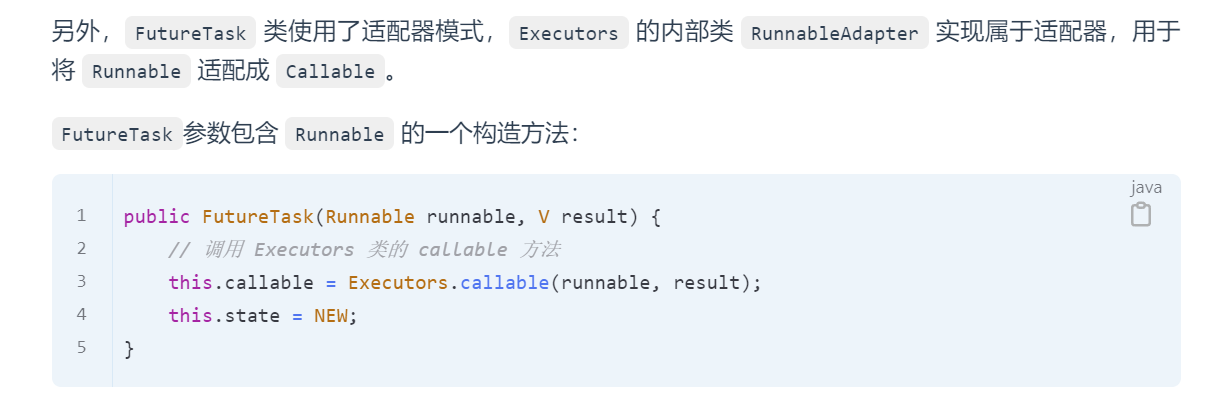 另外， FutureTask 类使用了适配器模式， Executors 的内部类 RunnableAdapter 实现属于适配器，用于
将 Runnable 适配成 Callable 。
FutureTask 参数包含 Runnable 的一个构造方法：
java
1 public FutureTask(Runnable runnable, V result) {
2     // 调用 Executors 类的 callable 方法
3     this.callable = Executors.callable(runnable, result);
4     this.state = NEW;
5 }